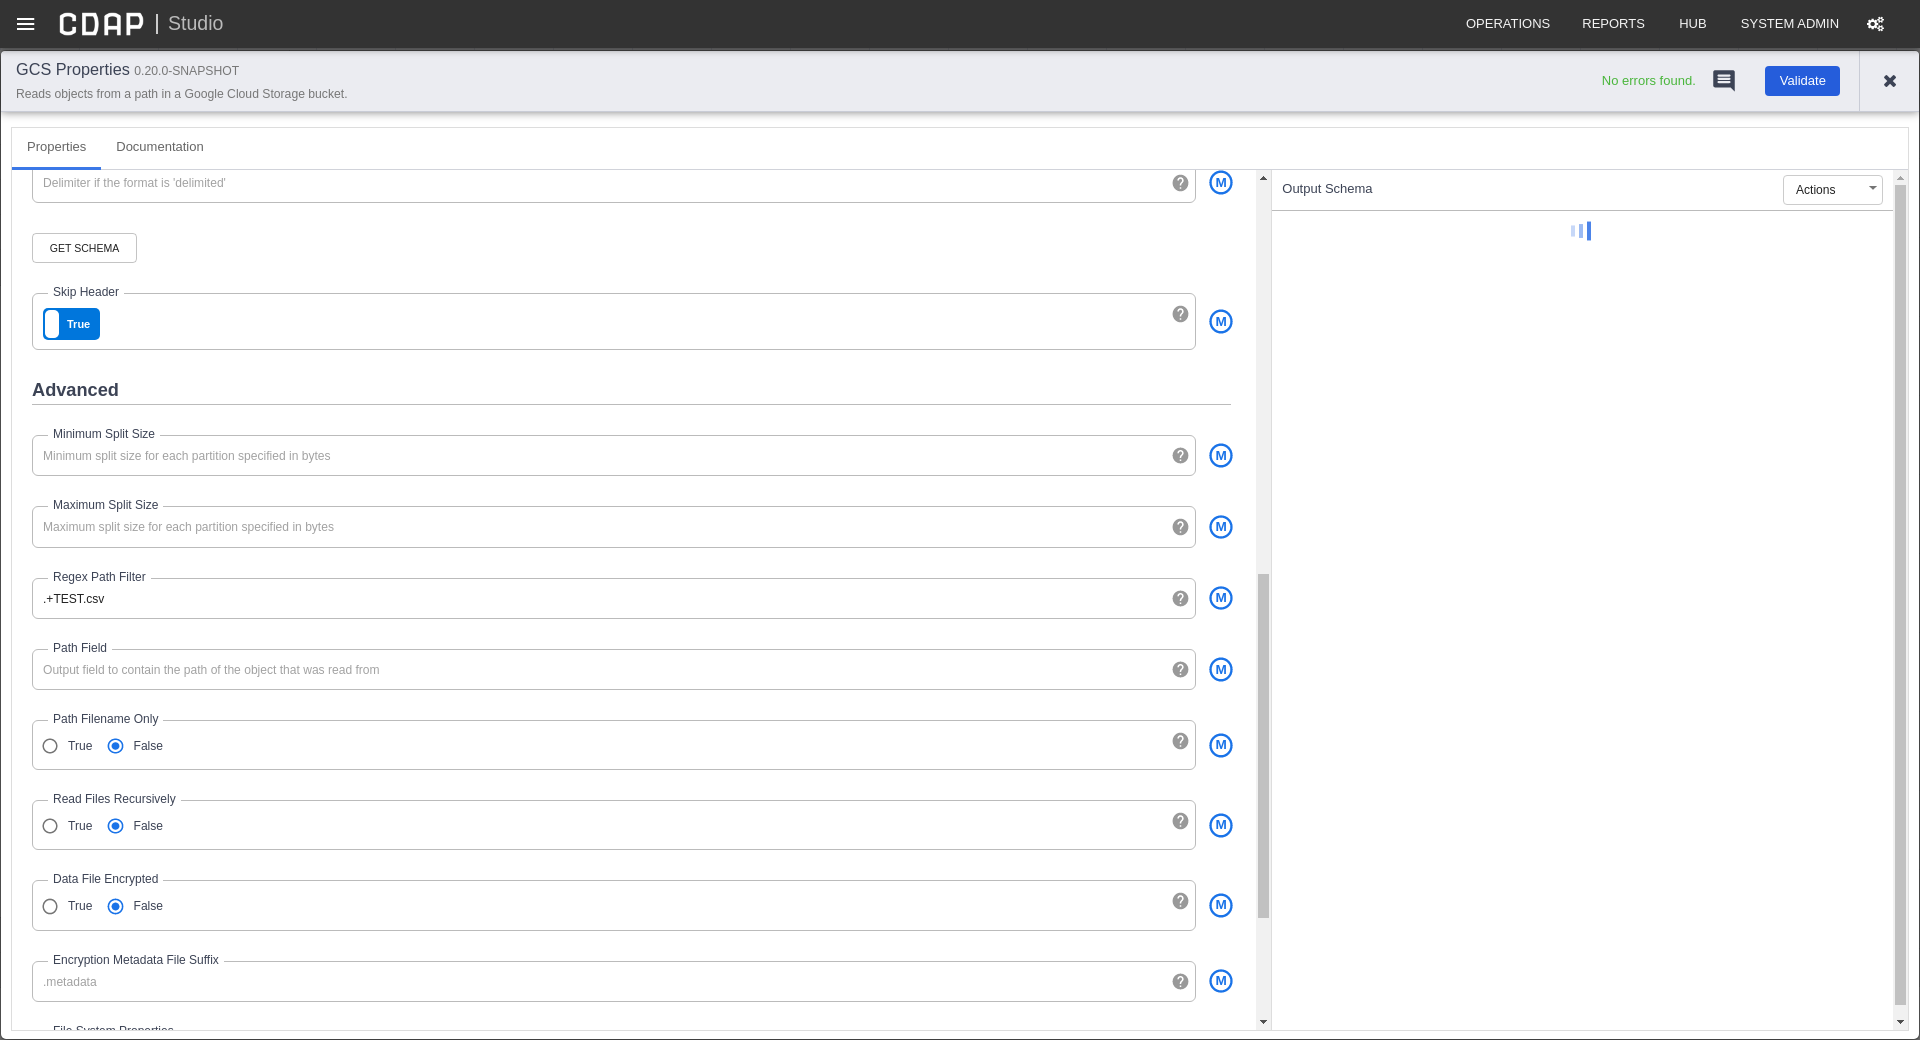 CDAP | Studio
OPERATIONS REPORTS HUB SYSTEM ADMIN
GCS Properties 0.20.0-SNAPSHOT
Reads objects from a path in a Google Cloud Storage bucket.
No errors found.
Validate
Properties Documentation
Delimiter if the format is 'delimited'
M
GET SCHEMA
Skip Header
True
M
Advanced
Minimum Split Size
Minimum split size for each partition specified in bytes
M
Maximum Split Size
Maximum split size for each partition specified in bytes
M
Regex Path Filter
.+TEST.csv
M
Path Field
Output field to contain the path of the object that was read from
M
Path Filename Only
True False
M
Read Files Recursively
True False
M
Data File Encrypted
True False
M
Encryption Metadata File Suffix
.metadata
M
File System Properties
Output Schema
Actions